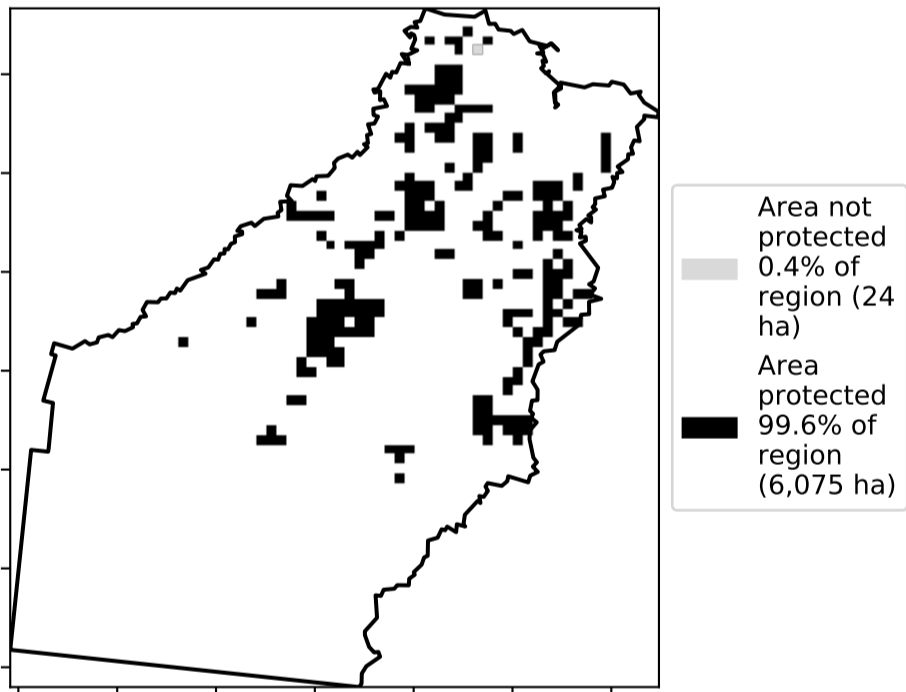 Area not
protected
0.4% of
region (24
ha)
Area
protected
99.6% of
region
(6,075 ha)